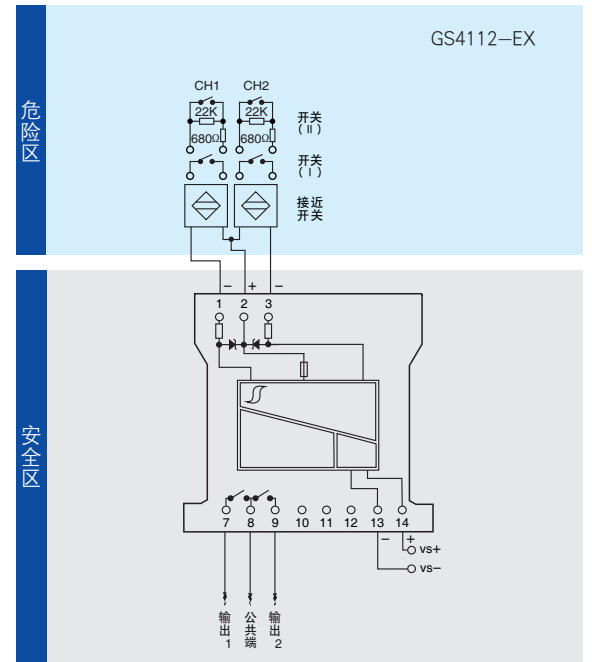 GS4112—EX
危险区
CH1 CH2
22K 22K
680Ω 680Ω
开关
（Ⅱ）
开关
（Ⅰ）
接近
开关
− + −
1 2 3
安全区
7 8 9 10 11 12 13 14
− +
vs+
vs−
输出1
公共端
输出2